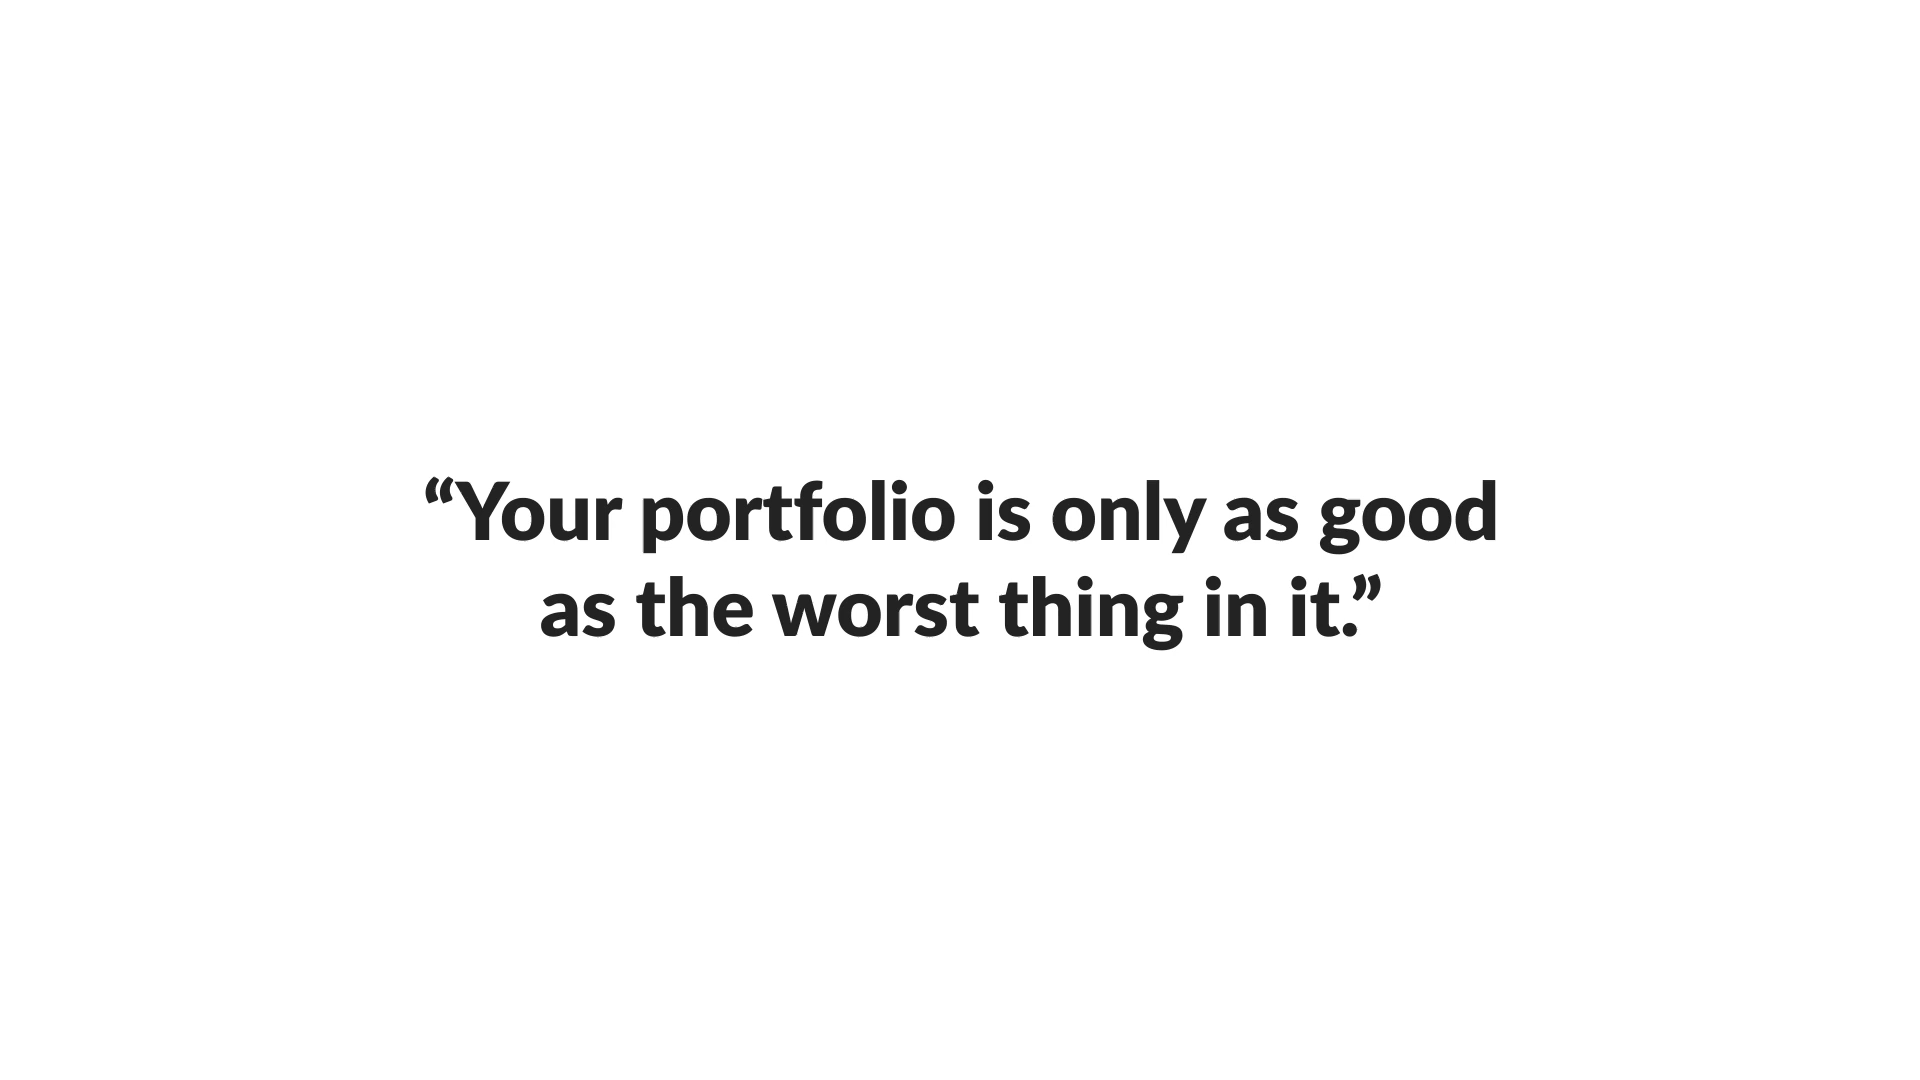 “Your portfolio is only as good
as the worst thing in it.”